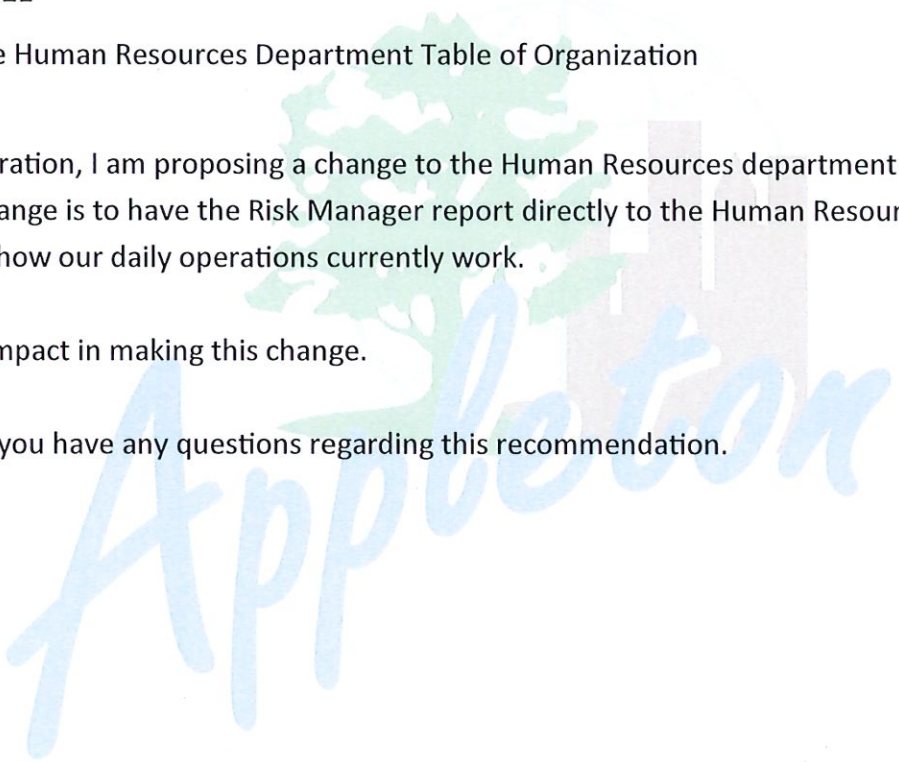 e Human Resources Department Table of Organization
ration, I am proposing a change to the Human Resources department
ange is to have the Risk Manager report directly to the Human Resour
how our daily operations currently work.
mpact in making this change.
you have any questions regarding this recommendation.
Appleton